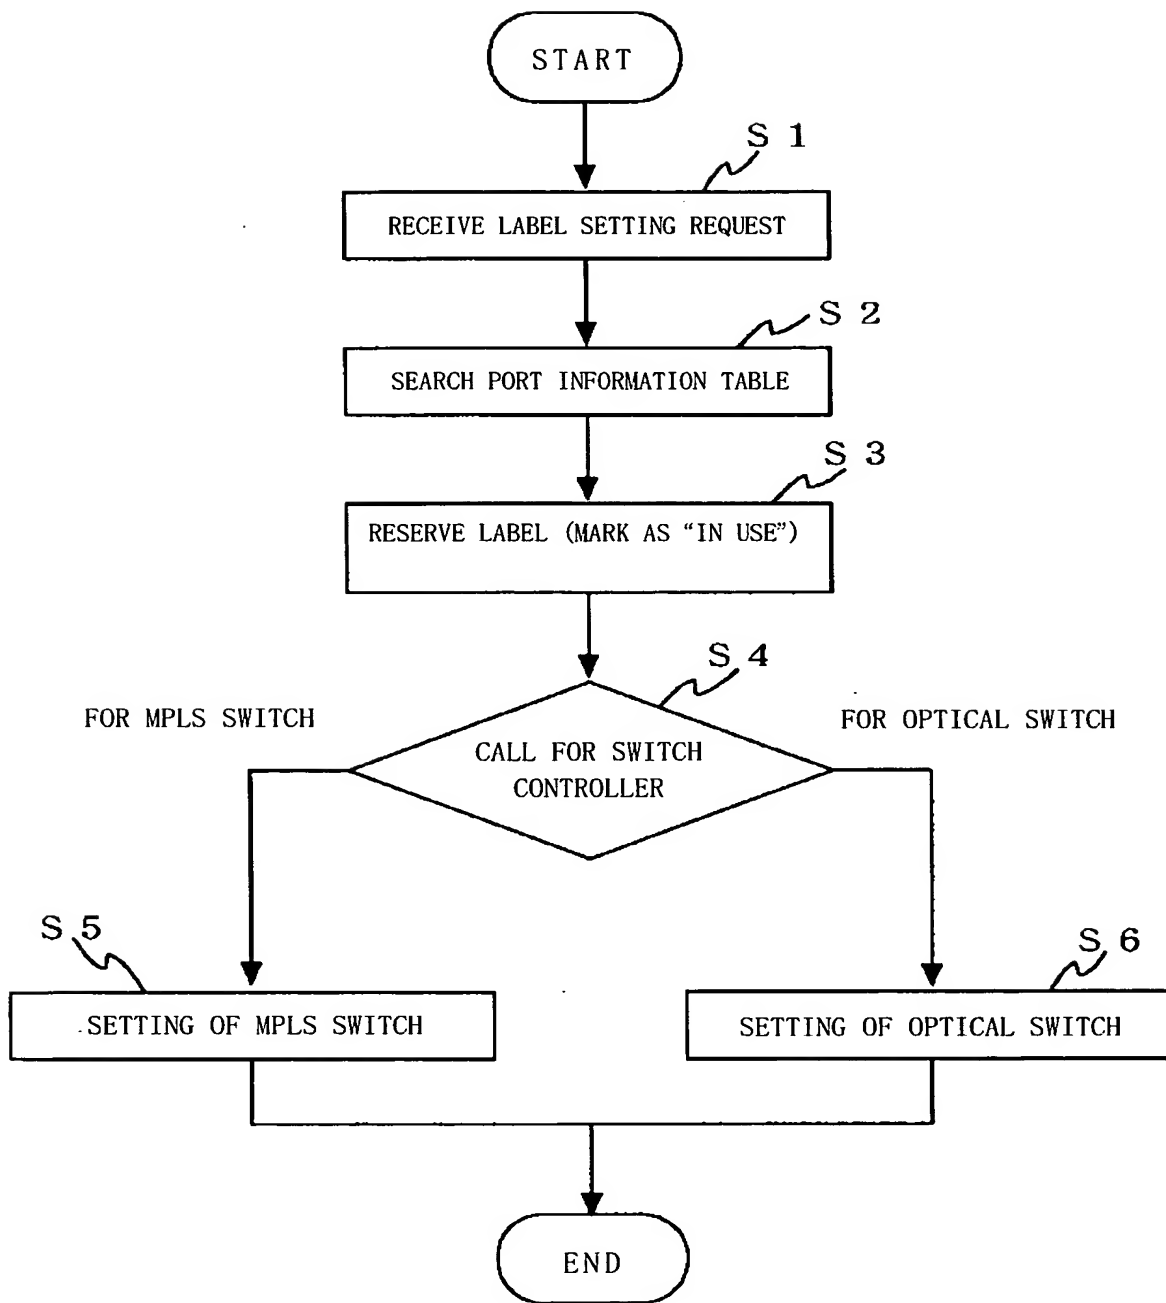 START
S 1
RECEIVE LABEL SETTING REQUEST
S 2
SEARCH PORT INFORMATION TABLE
S 3
RESERVE LABEL (MARK AS “IN USE”)
S 4
FOR MPLS SWITCH
FOR OPTICAL SWITCH
CALL FOR SWITCH
CONTROLLER
S 5
S 6
SETTING OF MPLS SWITCH
SETTING OF OPTICAL SWITCH
END